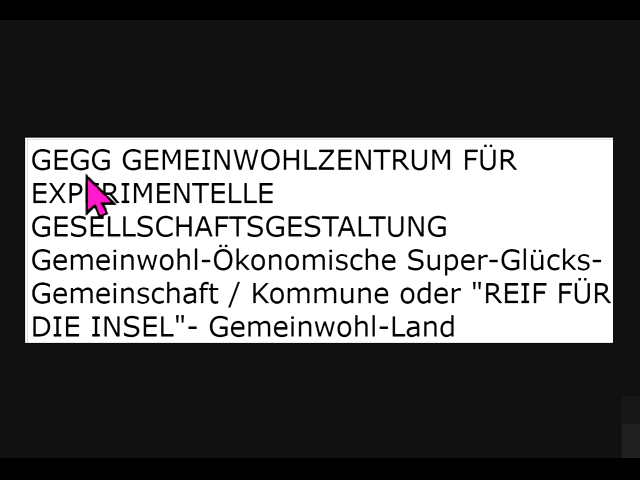 GEGG GEMEINWOHLZENTRUM FÜR
EXPERIMENTELLE
GESELLSCHAFTSGESTALTUNG
Gemeinwohl-Ökonomische Super-Glücks-
Gemeinschaft / Kommune oder "REIF FÜR
DIE INSEL"- Gemeinwohl-Land